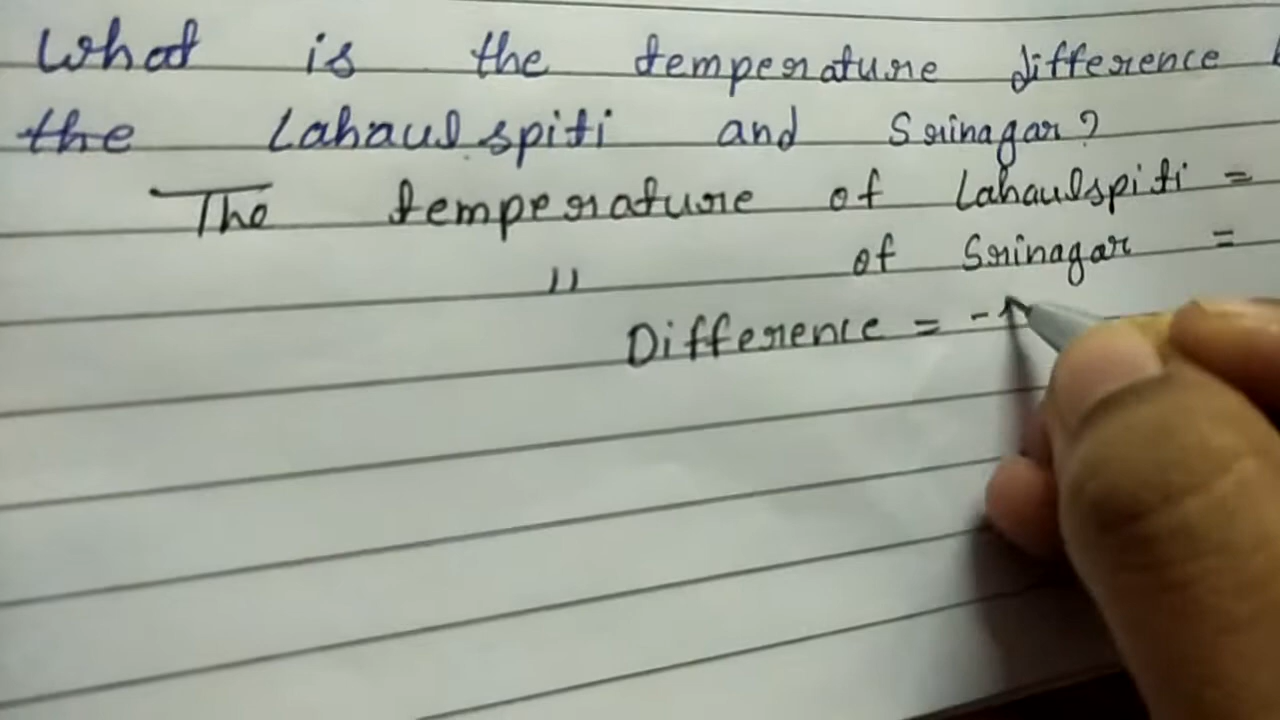 What is the temperature difference
the Lahaul spiti and Srinagar?
The temperature of Lahaulspiti =
" of Srinagar =
Difference = -